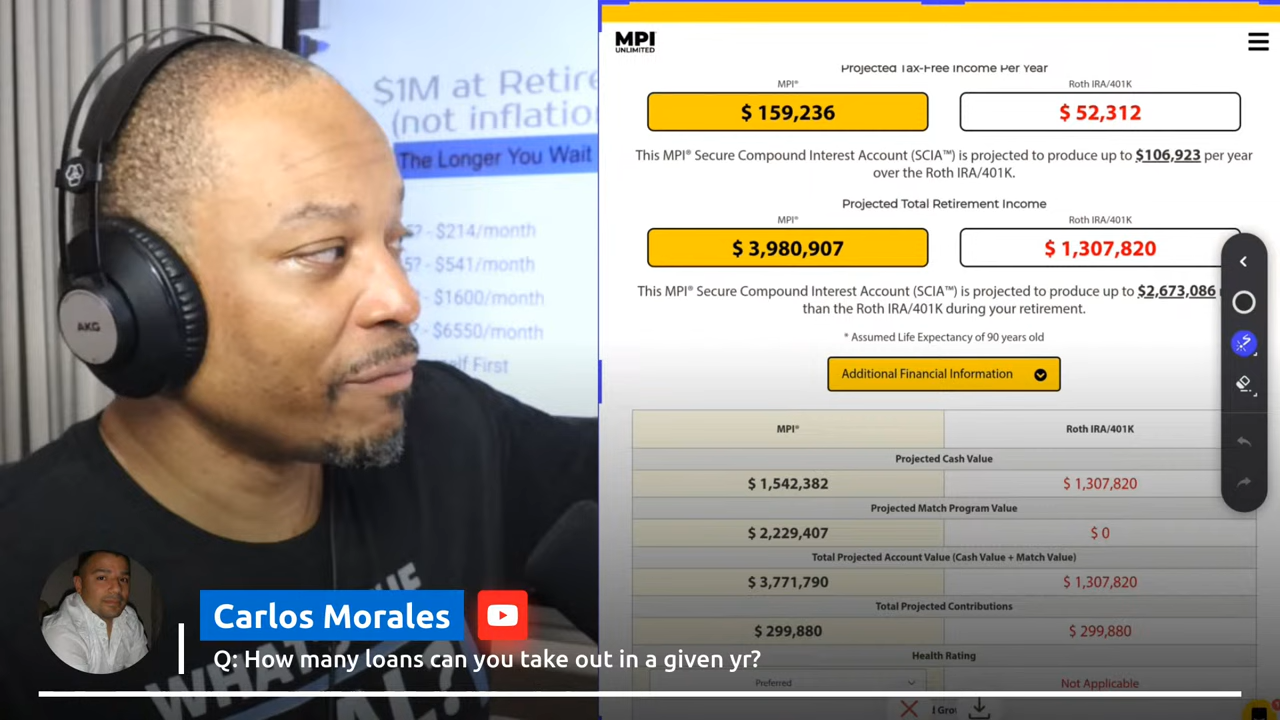 $1M at Retire
(not inflatio
The Longer You Wait
5? - $214/month
5? - $541/month
- $1600/month
? - $6550/month
elf First
AKG
WHAT'S THE
Carlos Morales
Q: How many loans can you take out in a given yr?
MPI
UNLIMITED
Projected Tax-Free Income Per Year
MPI® Roth IRA/401K
$ 159,236 $ 52,312
This MPI® Secure Compound Interest Account (SCIA™) is projected to produce up to $106,923 per year
over the Roth IRA/401K.
Projected Total Retirement Income
MPI® Roth IRA/401K
$ 3,980,907 $ 1,307,820
This MPI® Secure Compound Interest Account (SCIA™) is projected to produce up to $2,673,086
than the Roth IRA/401K during your retirement.
* Assumed Life Expectancy of 90 years old
Additional Financial Information
MPI® Roth IRA/401K
Projected Cash Value
$ 1,542,382 $ 1,307,820
Projected Match Program Value
$ 2,229,407 $ 0
Total Projected Account Value (Cash Value + Match Value)
$ 3,771,790 $ 1,307,820
Total Projected Contributions
$ 299,880 $ 299,880
Health Rating
Preferred Not Applicable